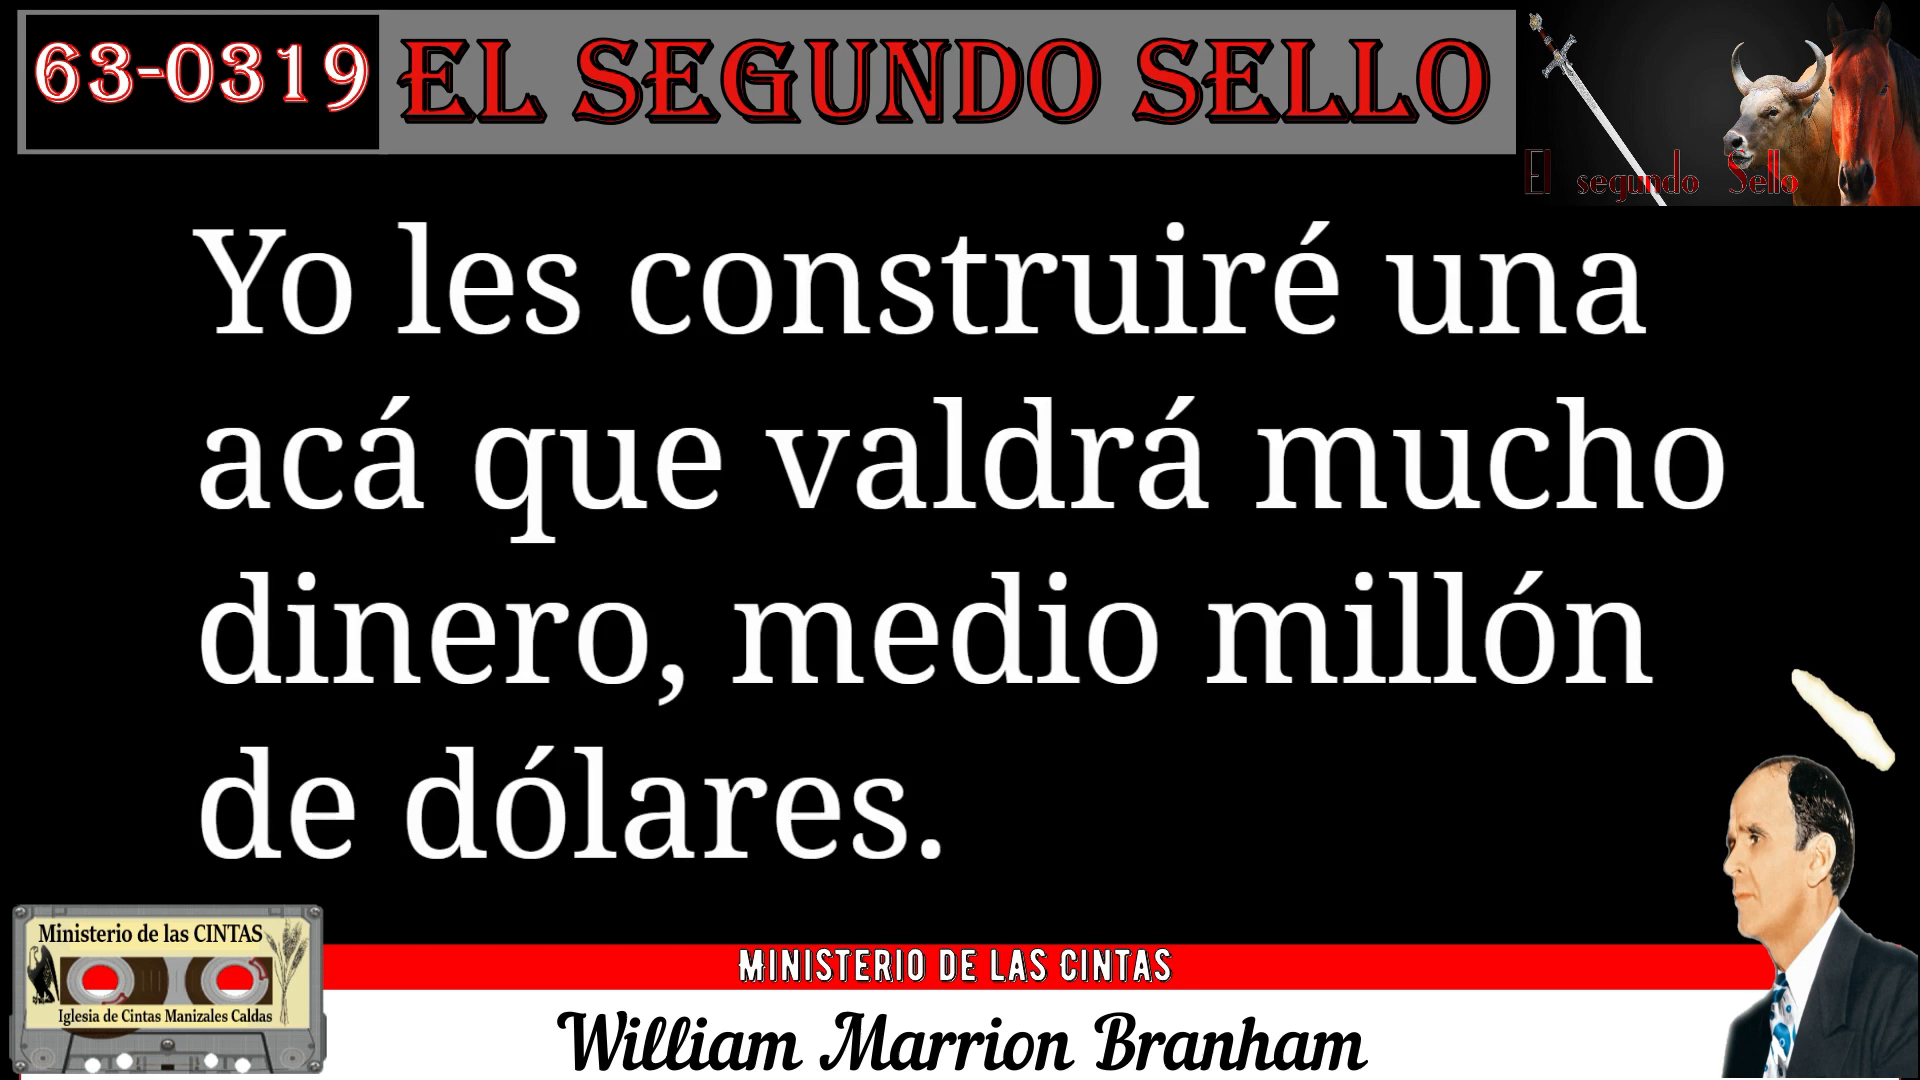 63-0319 EL SEGUNDO SELLO
El segundo Sello
Yo les construiré una
acá que valdrá mucho
dinero, medio millón
de dólares.
Ministerio de las CINTAS
Iglesia de Cintas Manizales Caldas
MINISTERIO DE LAS CINTAS
William Marrion Branham